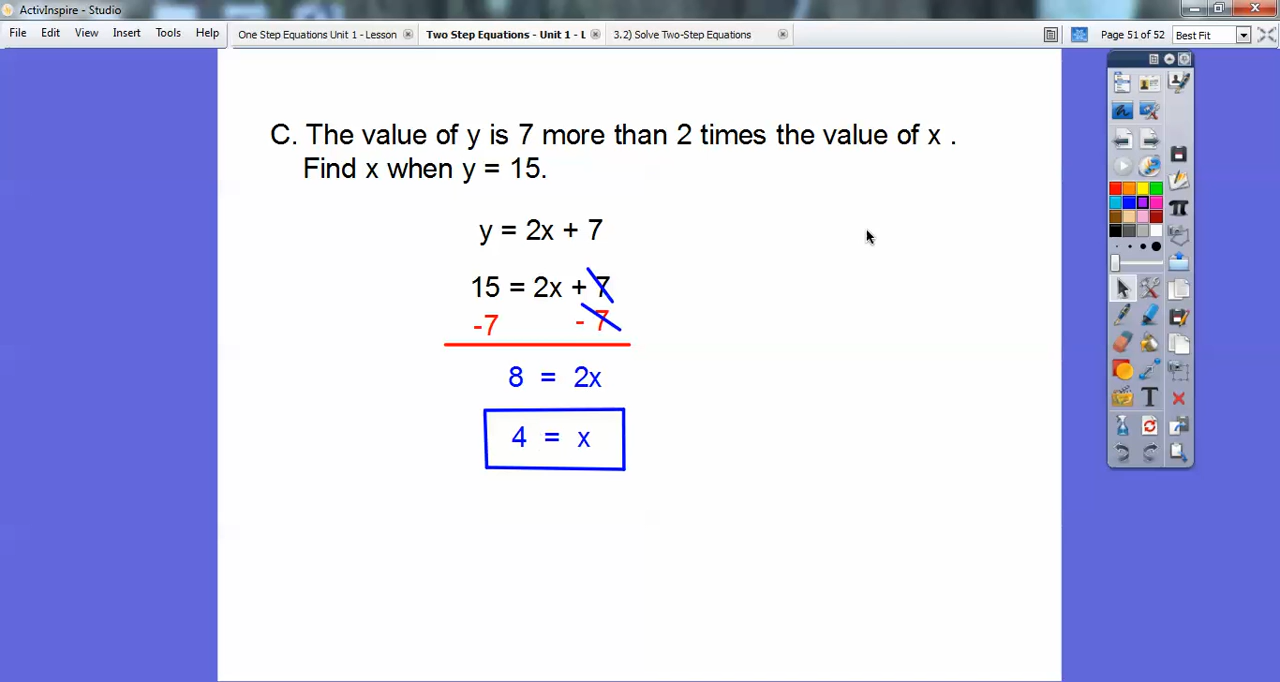 ActivInspire - Studio
File Edit View Insert Tools Help
One Step Equations Unit 1 - Lesson Two Step Equations - Unit 1 - L 3.2) Solve Two-Step Equations
Page 51 of 52 Best Fit
C. The value of y is 7 more than 2 times the value of x .
Find x when y = 15.
y = 2x + 7
15 = 2x + 7
-7 - 7
8 = 2x
4 = x